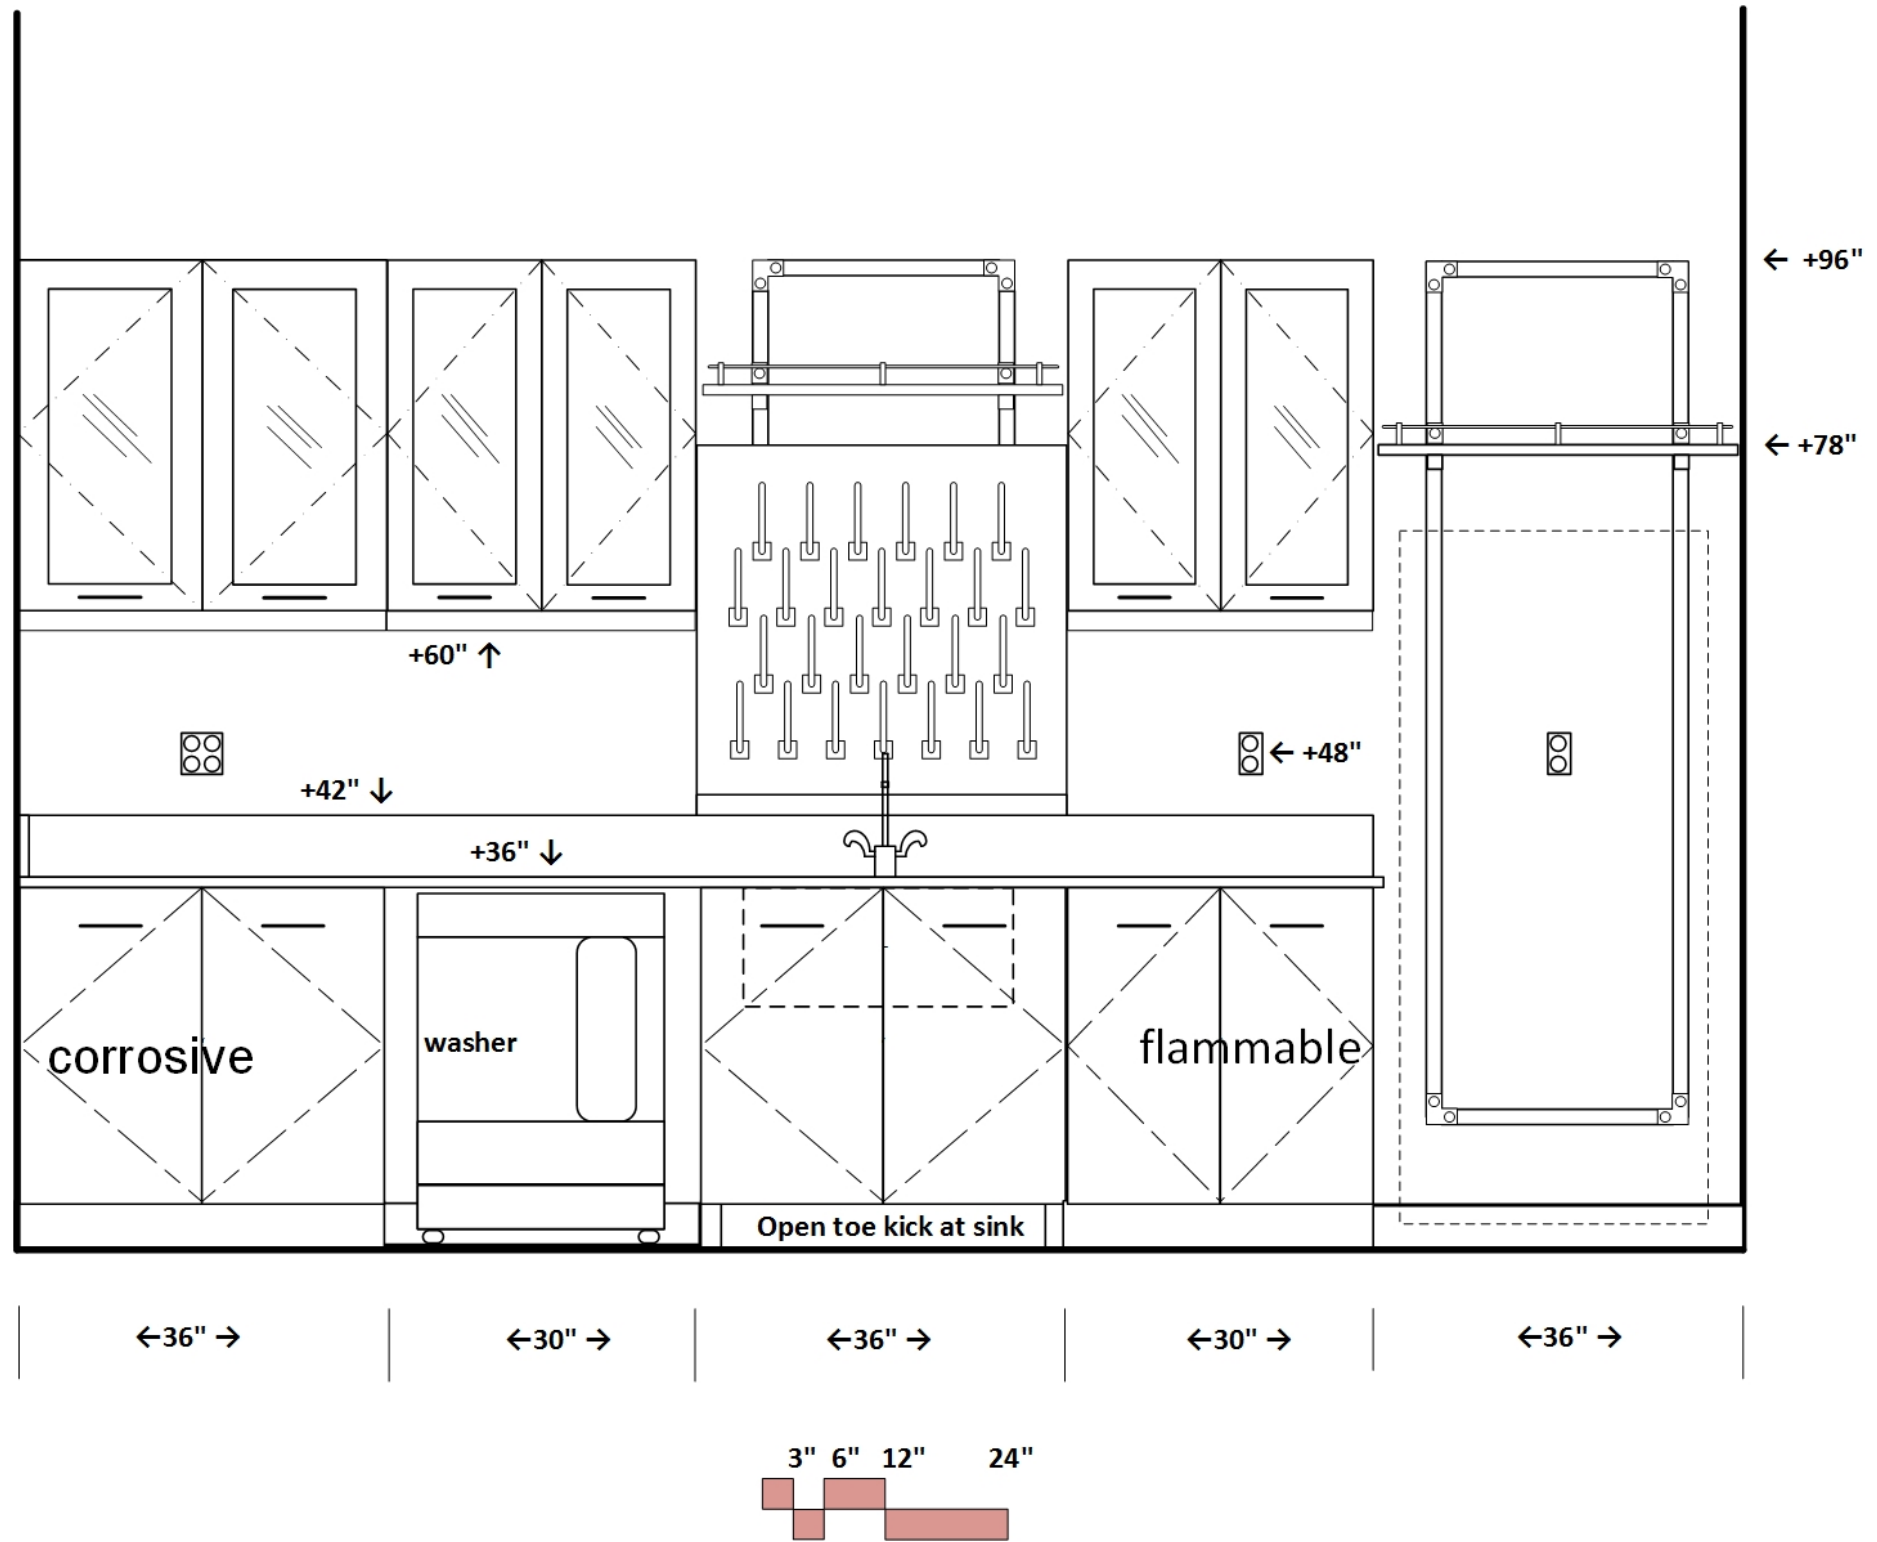 ← +96"
← +78"
+60" ↑
← +48"
+42" ↓
+36" ↓
washer
corrosive
flammable
Open toe kick at sink
←36" →
←30" →
←36" →
←30" →
←36" →
3" 6" 12" 24"